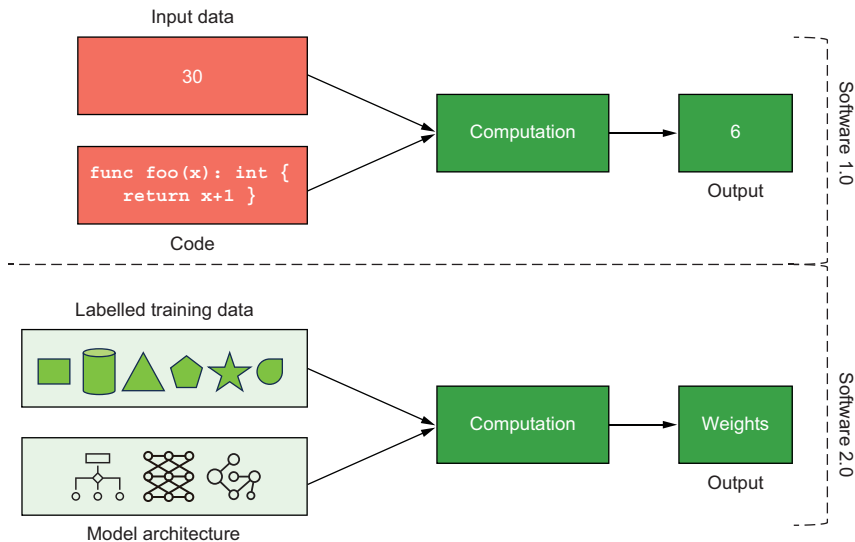 Input data
30
func foo(x): int {
return x+1 }
Code
Computation
6
Output
Software 1.0
Labelled training data
Model architecture
Computation
Weights
Output
Software 2.0